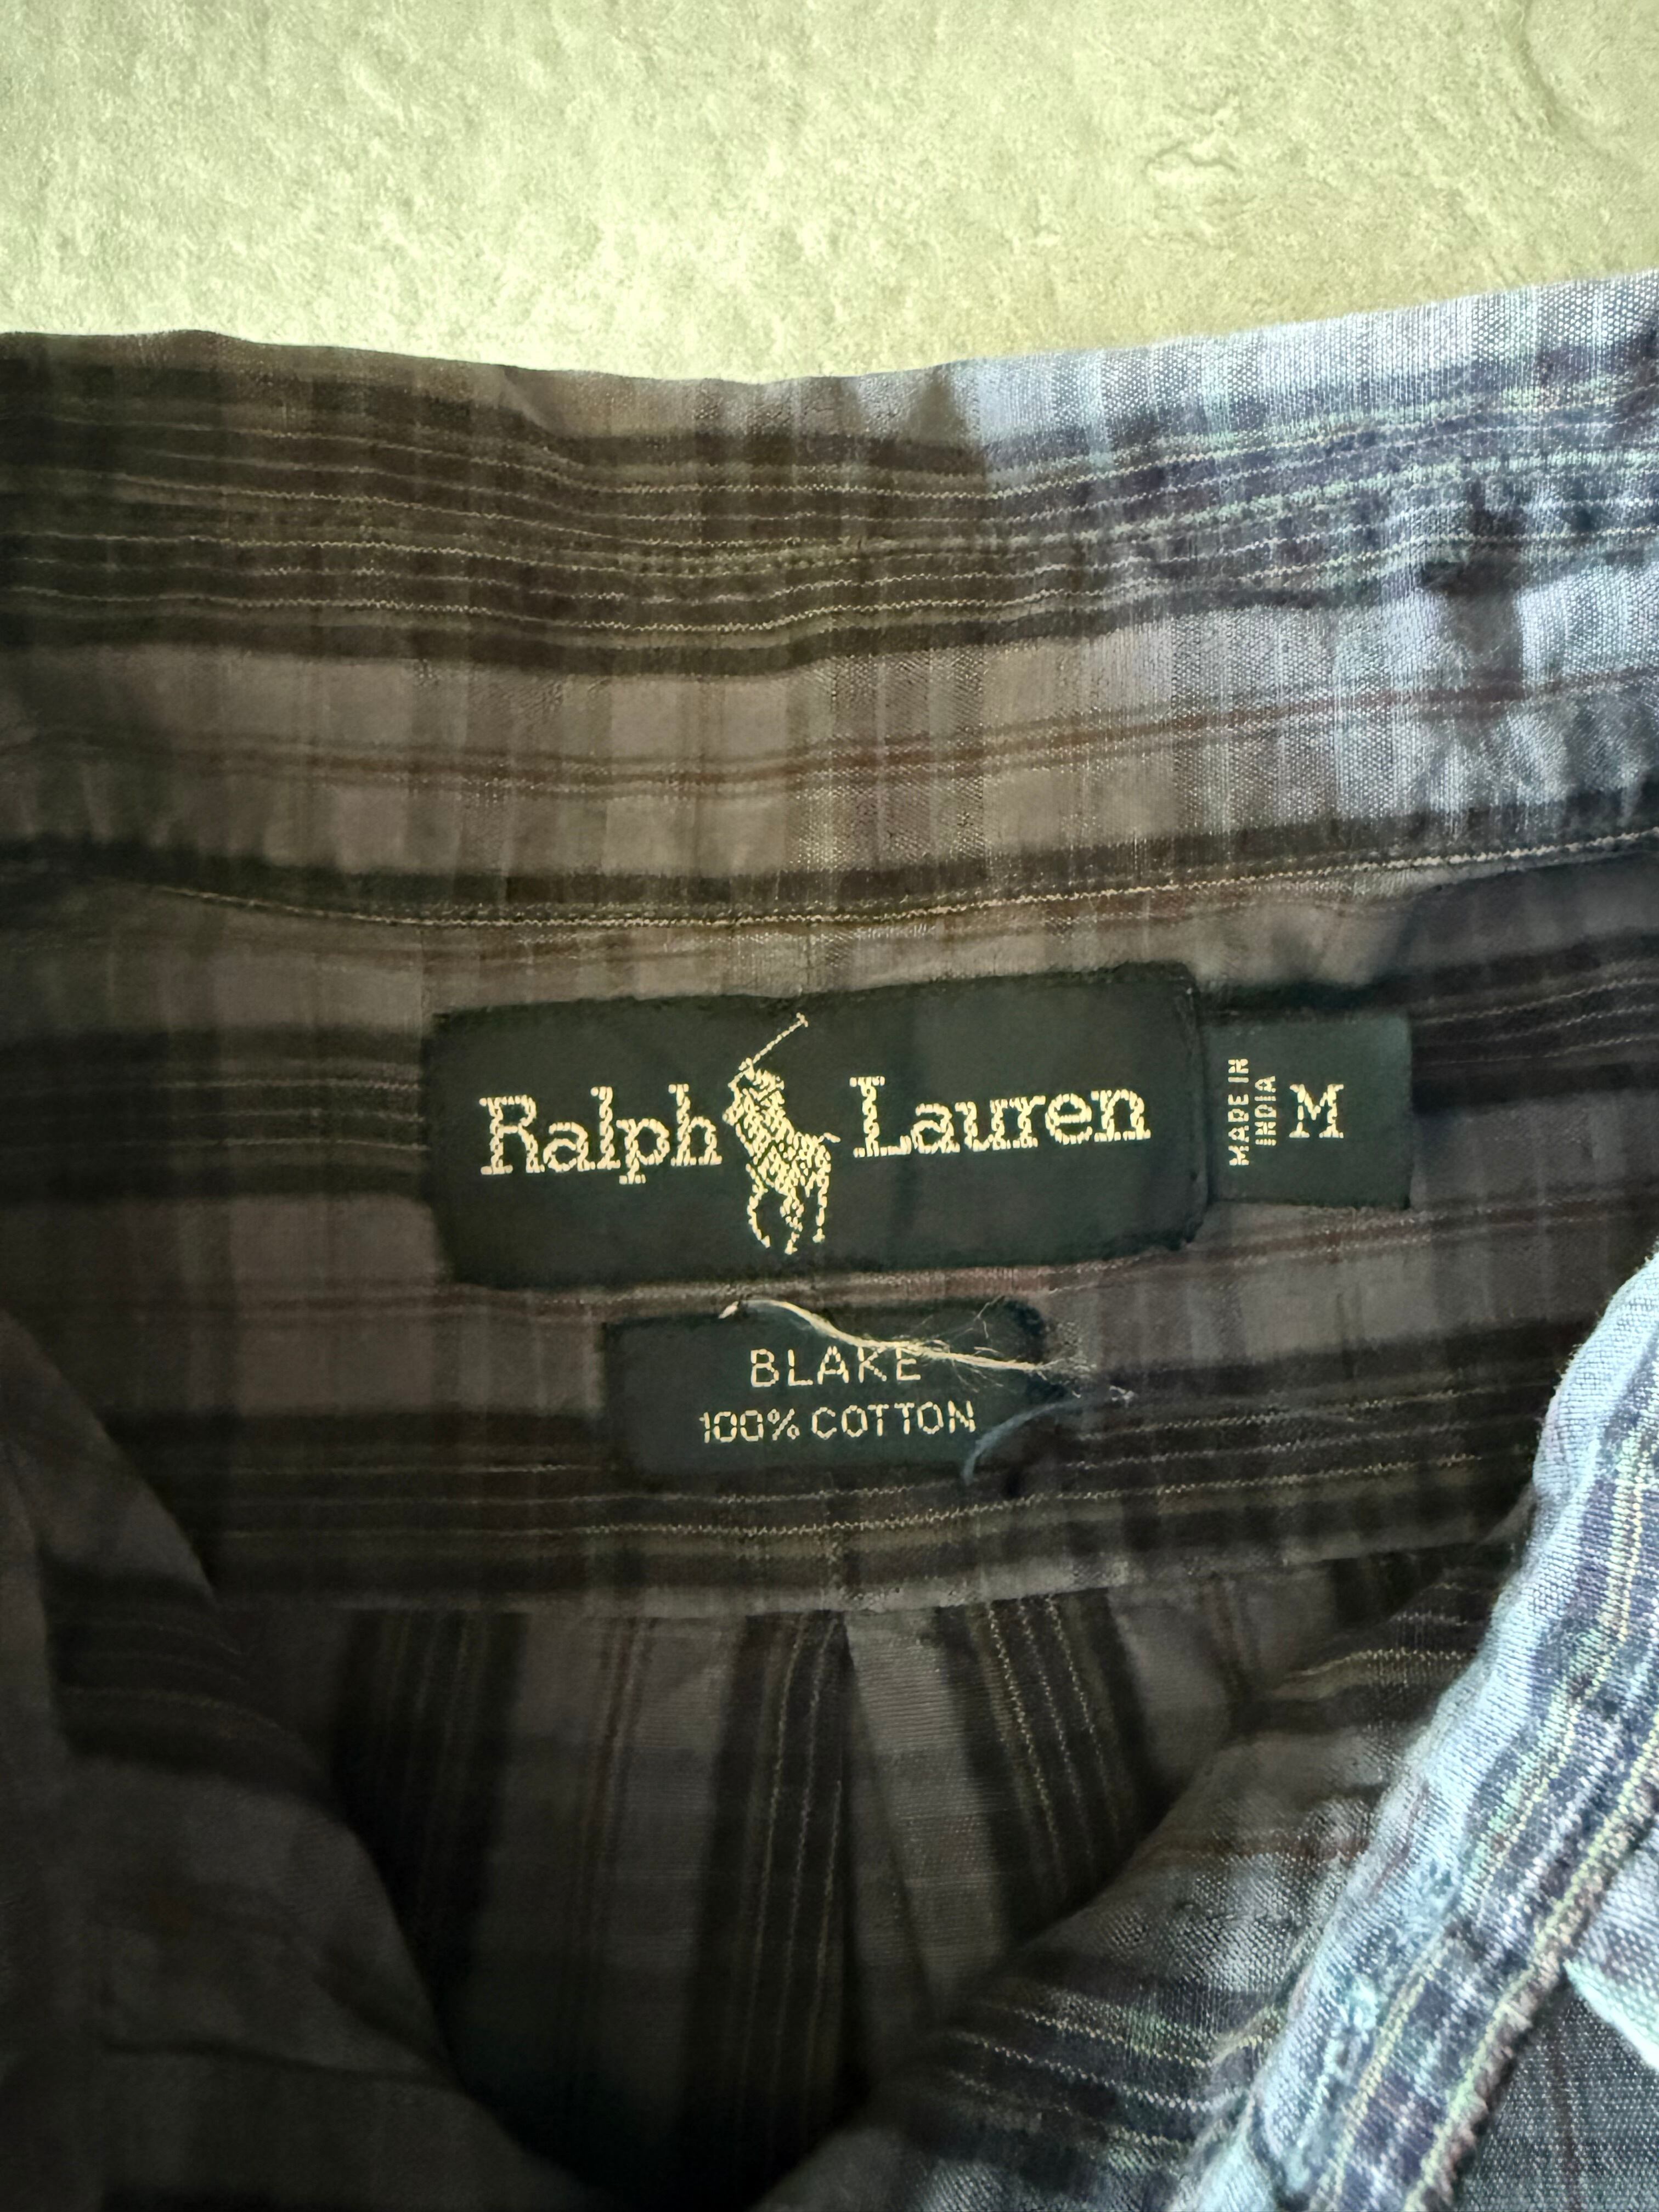 Ralph Lauren
MADE IN
INDIA
M
BLAKE
100% COTTON